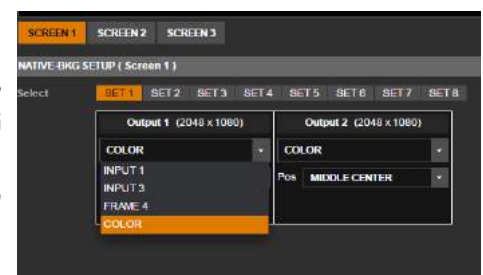 SCREEN 1 SCREEN 2 SCREEN 3
NATIVE-BKG SETUP ( Screen 1 )
Select SET 1 SET 2 SET 3 SET 4 SET 5 SET 6 SET 7 SET 8
Output 1 (2048 x 1080) Output 2 (2048 x 1080)
COLOR COLOR
INPUT 1 Pos MIDDLE CENTER
INPUT 3
FRAME 4
COLOR